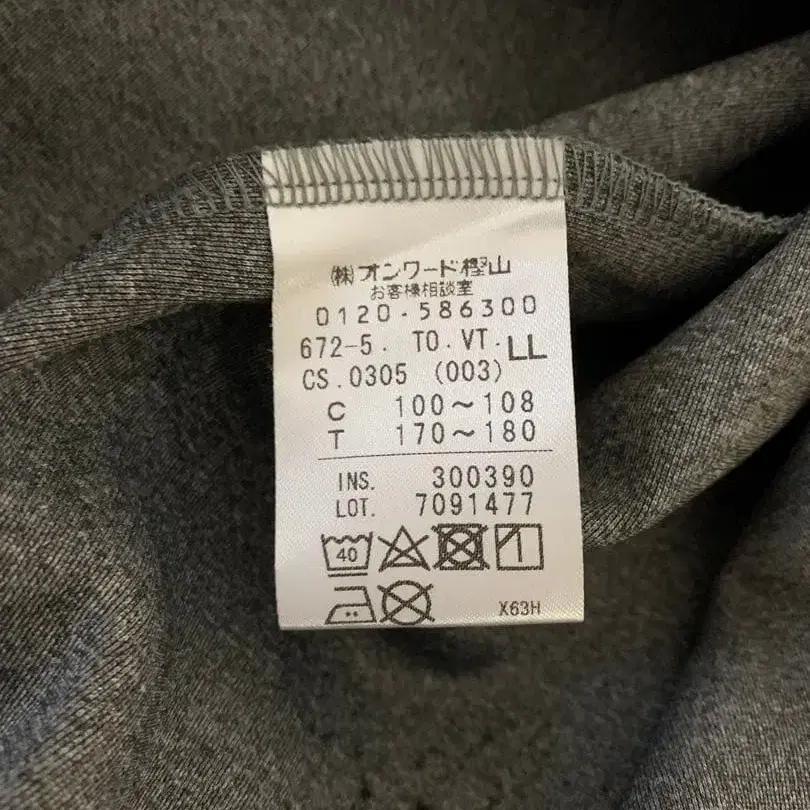 ㈱オンワード樫山
お客様相談室
0120-586300
672-5. TO.VT. LL
CS.0305 (003)
C 100〜108
T 170〜180
INS. 300390
LOT. 7091477
40
X63H